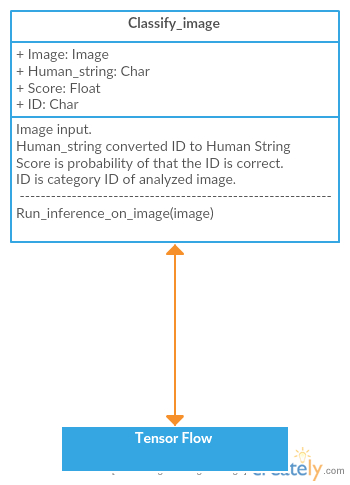 Classify_image
+ Image: Image
+ Human_string: Char
+ Score: Float
+ ID: Char
Image input.
Human_string converted ID to Human String
Score is probability of that the ID is correct.
ID is category ID of analyzed image.
Run_inference_on_image(image)
Tensor Flow
creately.com